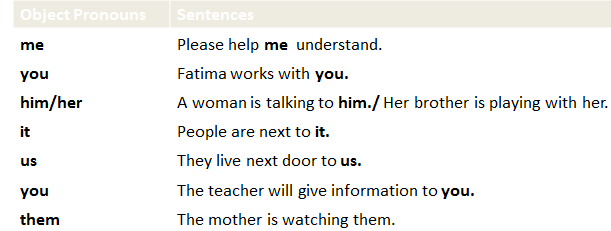 Object Pronouns Sentences
me Please help me understand.
you Fatima works with you.
him/her A woman is talking to him./ Her brother is playing with her.
it People are next to it.
us They live next door to us.
you The teacher will give information to you.
them The mother is watching them.